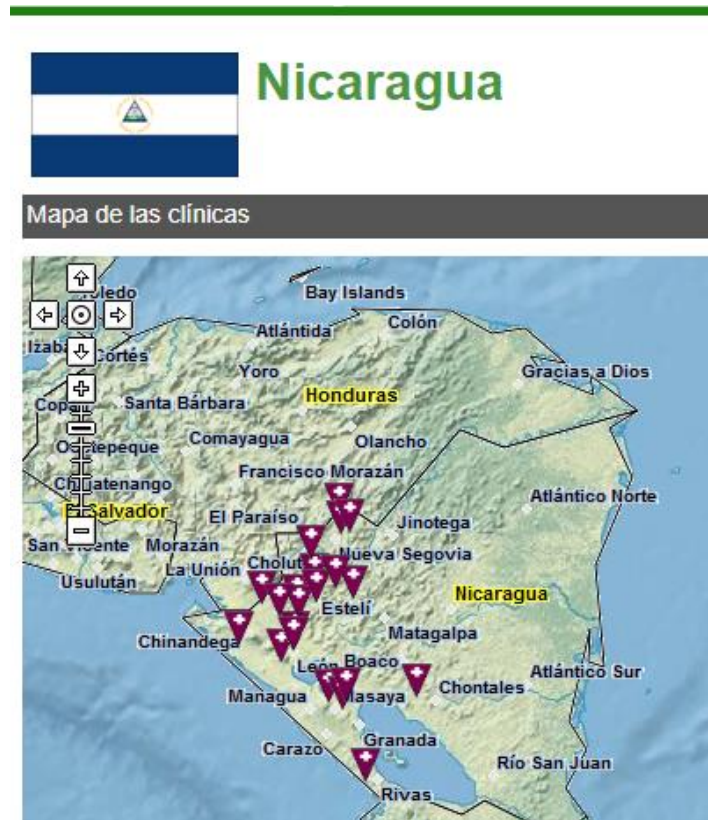 Nicaragua
Mapa de las clínicas
Bay Islands
Colón
Atlántida
Cortés
Yoro
Gracias a Dios
Honduras
Santa Bárbara
Comayagua
Olancho
Francisco Morazán
Atlántico Norte
El Paraíso
Jinotega
Morazán
Nueva Segovia
La Unión
Usulután
Nicaragua
Estelí
Matagalpa
Chinandega
León
Boaco
Atlántico Sur
Chontales
Managua
Granada
Carazo
Río San Juan
Rivas